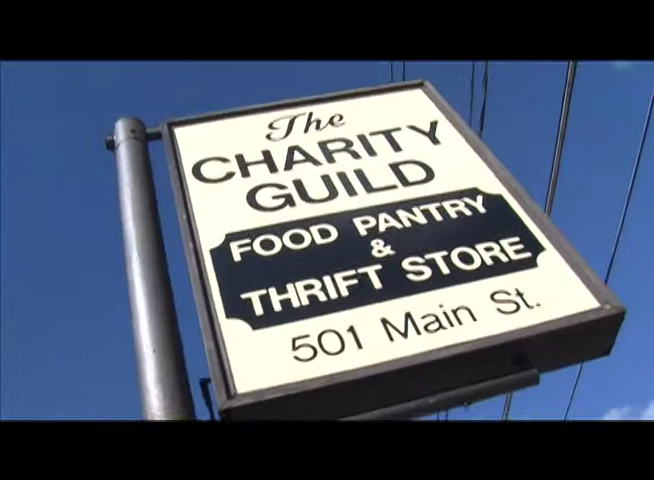 The
CHARITY
GUILD
FOOD PANTRY
&
THRIFT STORE
501 Main St.